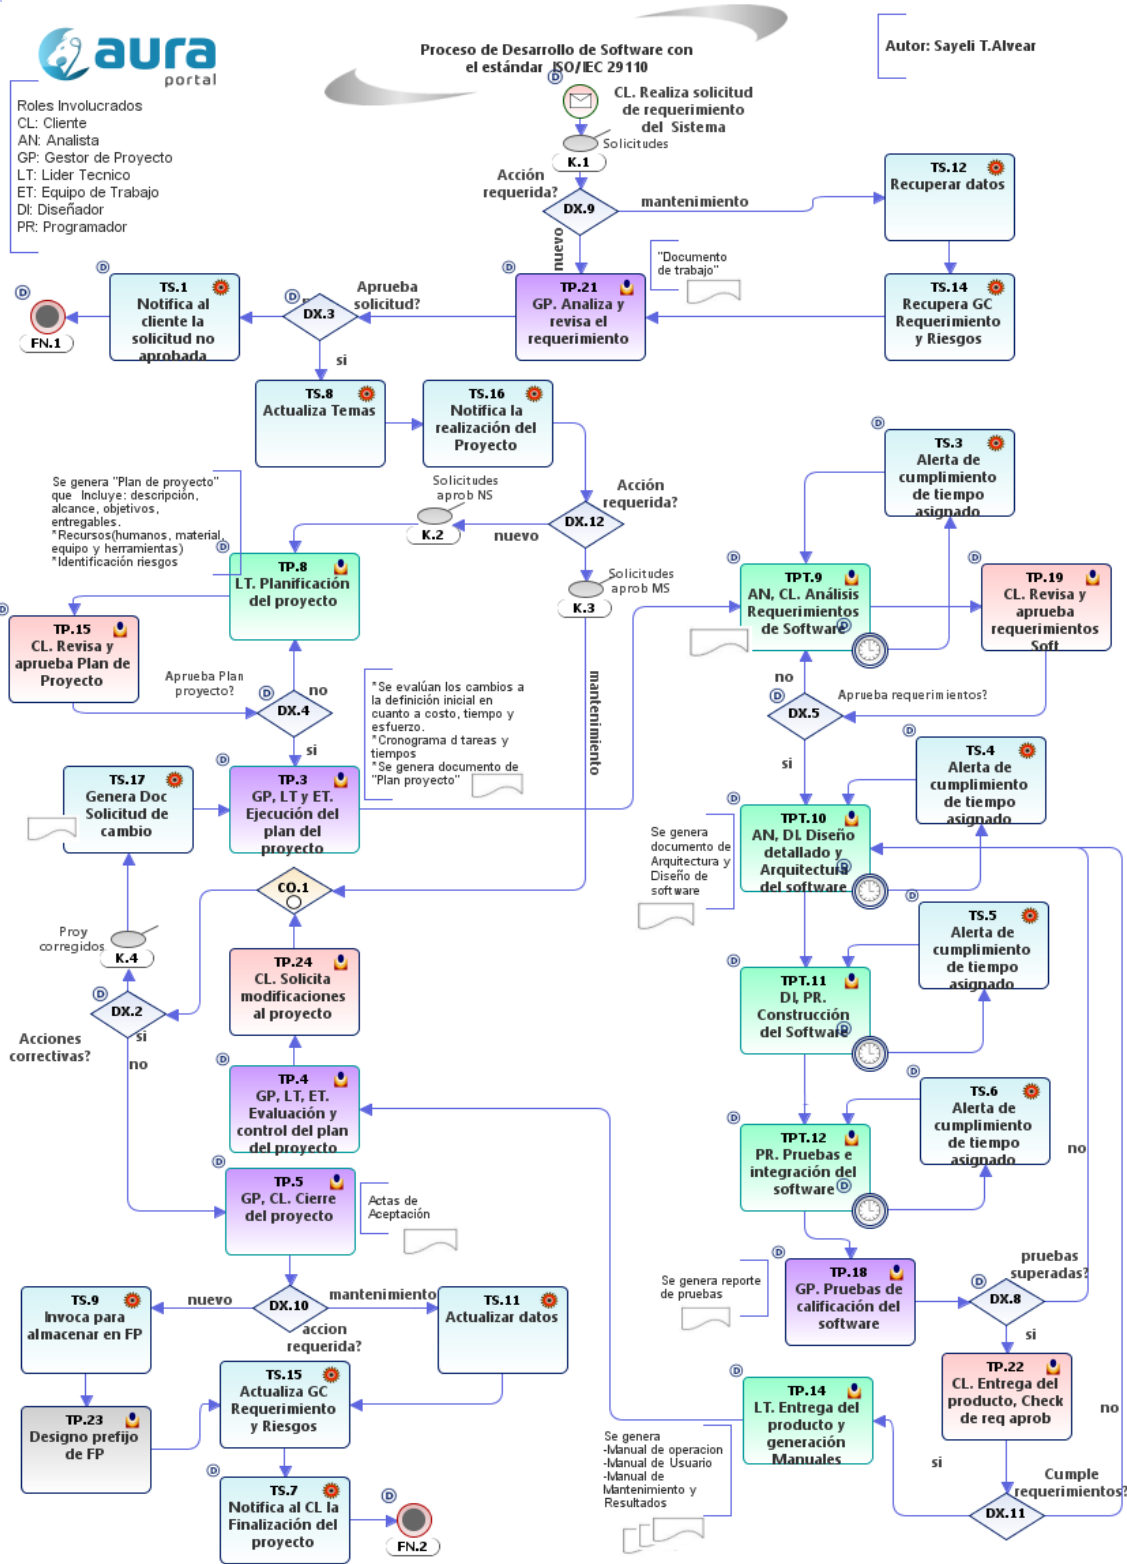 aura
portal
Proceso de Desarrollo de Software con
el estándar ISO/IEC 29110
Autor: Sayeli T.Alvear
Roles Involucrados
CL: Cliente
AN: Analista
GP: Gestor de Proyecto
LT: Lider Tecnico
ET: Equipo de Trabajo
DI: Diseñador
PR: Programador
D
CL. Realiza solicitud
de requerimiento
del Sistema
Solicitudes
K.1
Acción
requerida?
DX.9
mantenimiento
nuevo
TS.12
Recuperar datos
TS.14
Recupera GC
Requerimiento
y Riesgos
"Documento
de trabajo"
D
TP.21
GP. Analiza y
revisa el
requerimiento
Aprueba
solicitud?
D
DX.3
si
D
TS.1
Notifica al
cliente la
solicitud no
aprobada
D
FN.1
TS.8
Actualiza Temas
TS.16
Notifica la
realización del
Proyecto
Acción
requerida?
DX.12
nuevo
Solicitudes
aprob NS
K.2
Solicitudes
aprob MS
K.3
mantenimiento
Se genera "Plan de proyecto"
que Incluye: descripción,
alcance, objetivos,
entregables.
*Recursos(humanos, material,
equipo y herramientas)
*Identificación riesgos
D
TP.8
LT. Planificación
del proyecto
D
TP.15
CL. Revisa y
aprueba Plan de
Proyecto
Aprueba Plan
proyecto?
D
DX.4
no
si
*Se evalúan los cambios a
la definición inicial en
cuanto a costo, tiempo y
esfuerzo.
*Cronograma d tareas y
tiempos
*Se genera documento de
"Plan proyecto"
D
TP.3
GP, LT y ET.
Ejecución del
plan del
proyecto
TS.17
Genera Doc
Solicitud de
cambio
CO.1
Proy
corregidos
K.4
D
DX.2
si
no
Acciones
correctivas?
TP.24
CL. Solicita
modificaciones
al proyecto
D
TP.4
GP, LT, ET.
Evaluación y
control del plan
del proyecto
D
TP.5
GP, CL. Cierre
del proyecto
Actas de
Aceptación
DX.10
nuevo
mantenimiento
accion
requerida?
TS.9
Invoca para
almacenar en FP
TS.11
Actualizar datos
TP.23
Designo prefijo
de FP
TS.15
Actualiza GC
Requerimiento
y Riesgos
D
TS.7
Notifica al CL la
Finalización del
proyecto
D
FN.2
D
TS.3
Alerta de
cumplimiento
de tiempo
asignado
D
TPT.9
AN, CL. Análisis
Requerimientos
de Software
D
TP.19
CL. Revisa y
aprueba
requerimientos
Soft
no
Aprueba requerimientos?
D
DX.5
si
D
TS.4
Alerta de
cumplimiento
de tiempo
asignado
D
TPT.10
AN, DI. Diseño
detallado y
Arquitectura
del software
D
Se genera
documento de
Arquitectura y
Diseño de
software
D
TS.5
Alerta de
cumplimiento
de tiempo
asignado
D
TPT.11
DI, PR.
Construcción
del Software
D
D
TS.6
Alerta de
cumplimiento
de tiempo
asignado
D
TPT.12
PR. Pruebas e
integración del
software
D
no
pruebas
superadas?
D
TP.18
GP. Pruebas de
calificación del
software
Se genera reporte
de pruebas
D
DX.8
si
TP.22
CL. Entrega del
producto, Check
de req aprob
no
D
TP.14
LT. Entrega del
producto y
generación
Manuales
Se genera
-Manual de operacion
-Manual de Usuario
-Manual de
Mantenimiento y
Resultados
si
Cumple
requerimientos?
DX.11